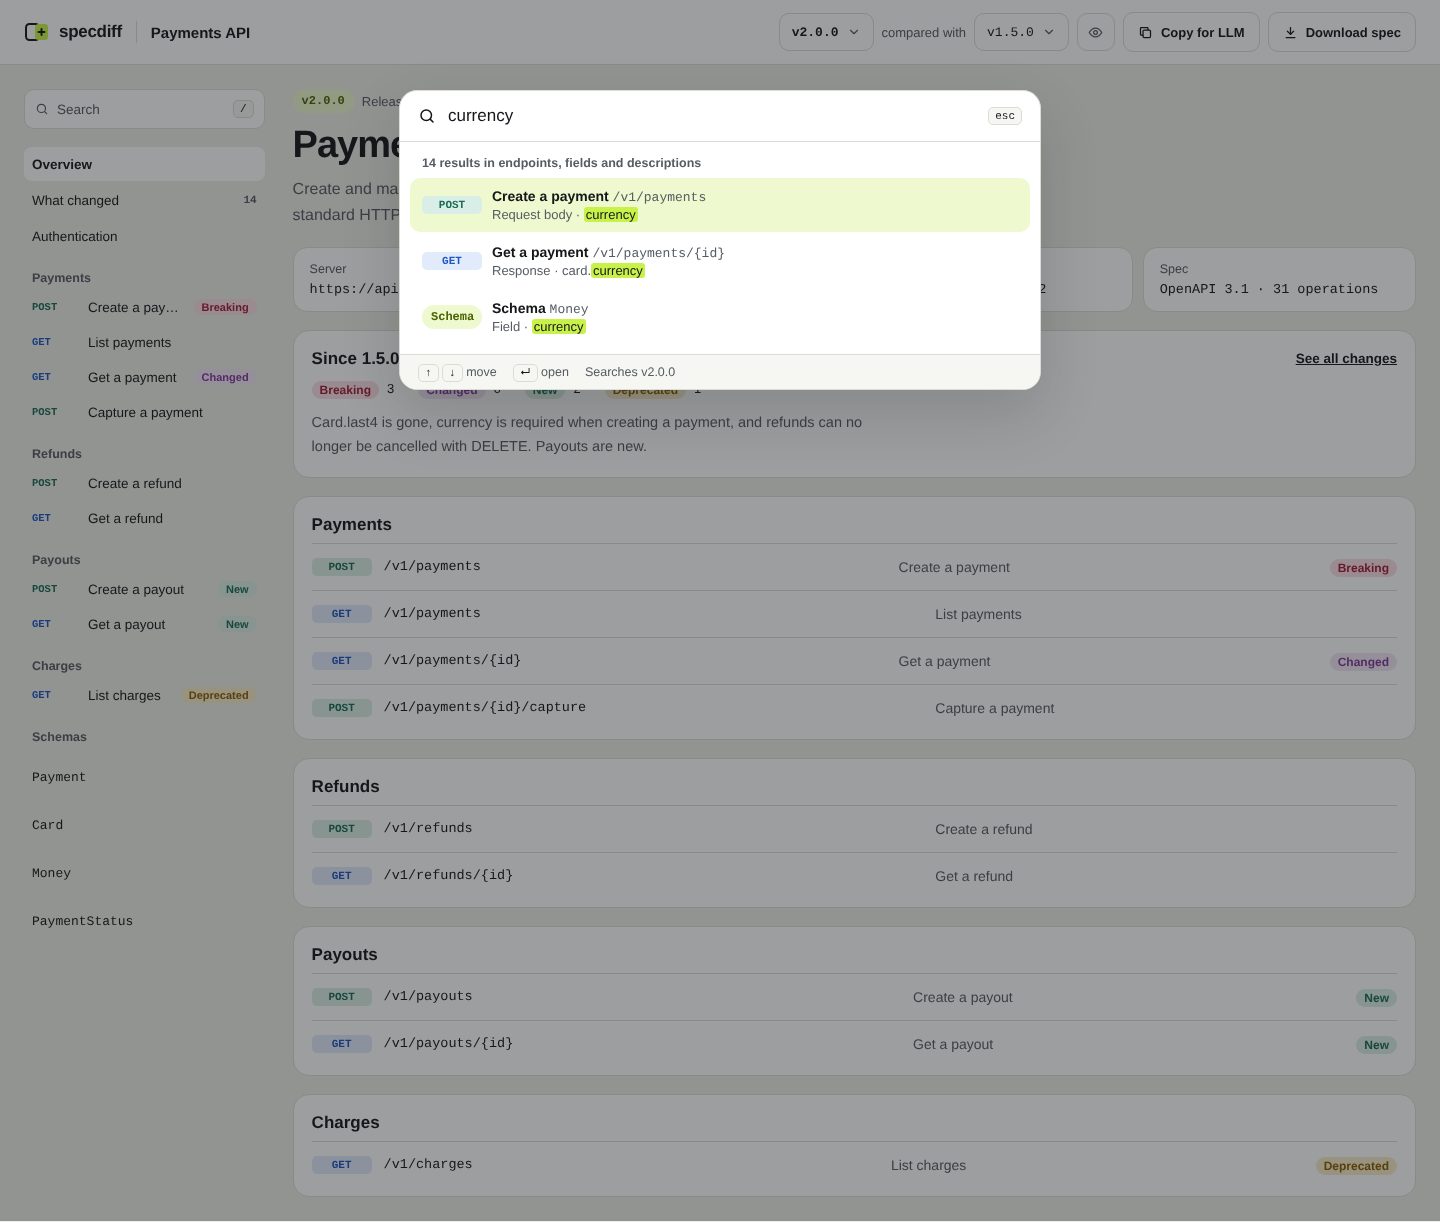 specdiff
Payments API
v2.0.0
compared with
v1.5.0
Copy for LLM
Download spec
Search
/
Overview
What changed
14
Authentication
Payments
POST
Create a pay…
Breaking
GET
List payments
GET
Get a payment
Changed
POST
Capture a payment
Refunds
POST
Create a refund
GET
Get a refund
Payouts
POST
Create a payout
New
GET
Get a payout
New
Charges
GET
List charges
Deprecated
Schemas
Payment
Card
Money
PaymentStatus
currency
esc
14 results in endpoints, fields and descriptions
POST
Create a payment /v1/payments
Request body · currency
GET
Get a payment /v1/payments/{id}
Response · card.currency
Schema
Schema Money
Field · currency
↑ ↓ move
↵ open
Searches v2.0.0
v2.0.0
Create and ma
standard HTTP
Server
https://api
Spec
OpenAPI 3.1 · 31 operations
Since 1.5.0
See all changes
Breaking 3
Changed
New 2
Deprecated
Card.last4 is gone, currency is required when creating a payment, and refunds can no
longer be cancelled with DELETE. Payouts are new.
Payments
POST /v1/payments Create a payment Breaking
GET /v1/payments List payments
GET /v1/payments/{id} Get a payment Changed
POST /v1/payments/{id}/capture Capture a payment
Refunds
POST /v1/refunds Create a refund
GET /v1/refunds/{id} Get a refund
Payouts
POST /v1/payouts Create a payout New
GET /v1/payouts/{id} Get a payout New
Charges
GET /v1/charges List charges Deprecated